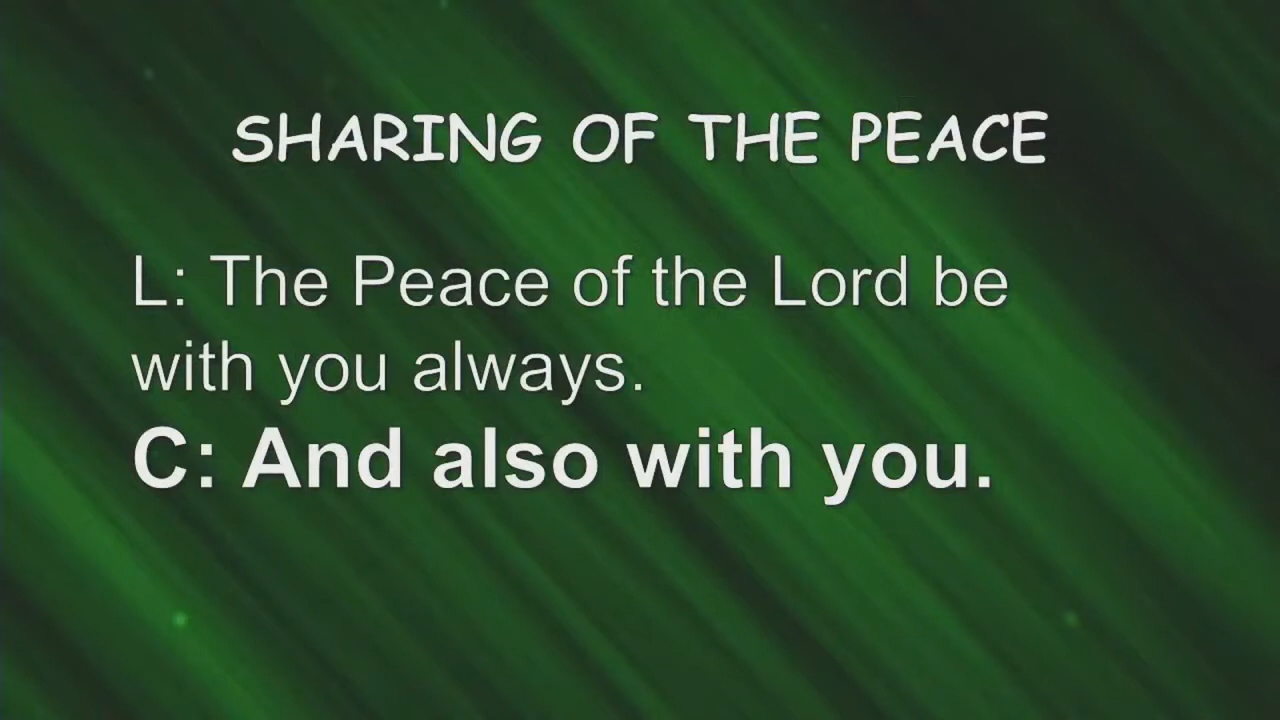 SHARING OF THE PEACE
L: The Peace of the Lord be
with you always.
C: And also with you.